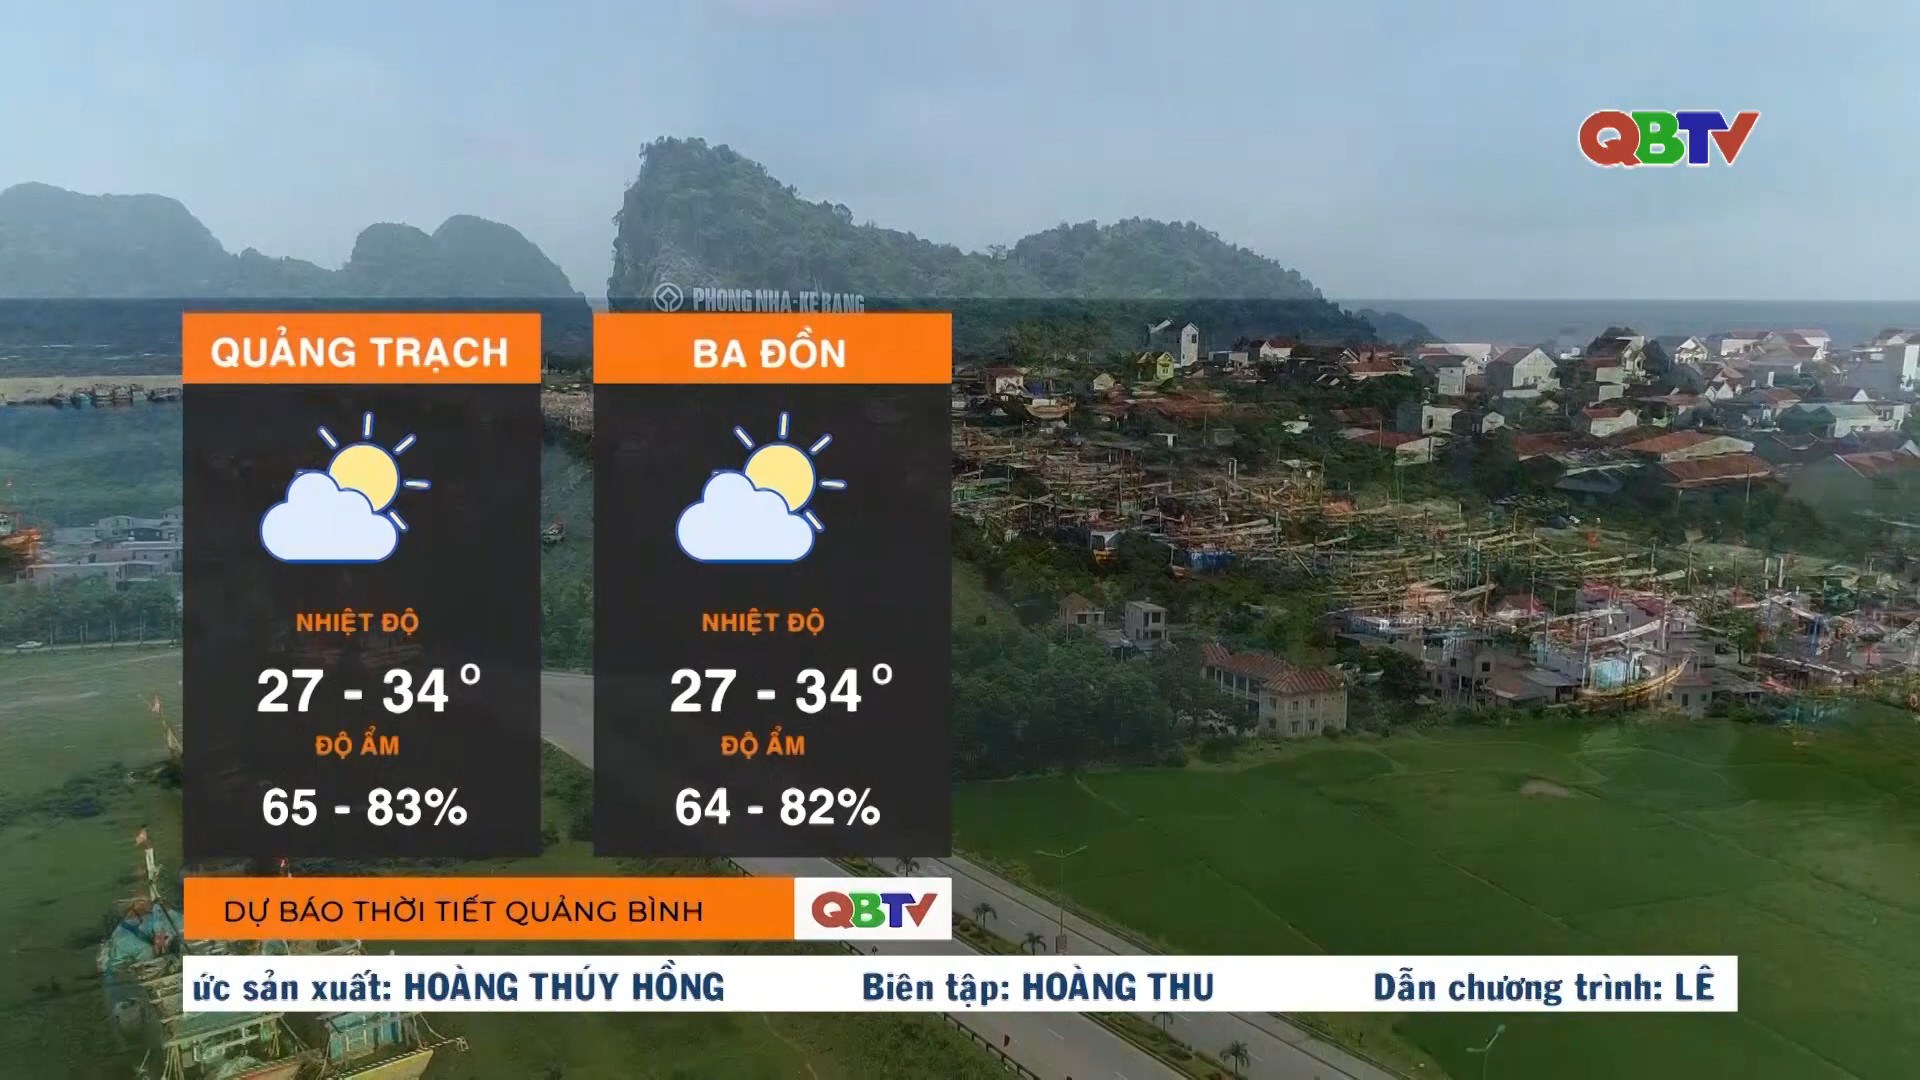 QBTV
PHONG NHA-KẺ BÀNG
QUẢNG TRẠCH
NHIỆT ĐỘ
27 - 34°
ĐỘ ẨM
65 - 83%
BA ĐỒN
NHIỆT ĐỘ
27 - 34°
ĐỘ ẨM
64 - 82%
DỰ BÁO THỜI TIẾT QUẢNG BÌNH
QBTV
ức sản xuất: HOÀNG THÚY HỒNG Biên tập: HOÀNG THU Dẫn chương trình: LÊ